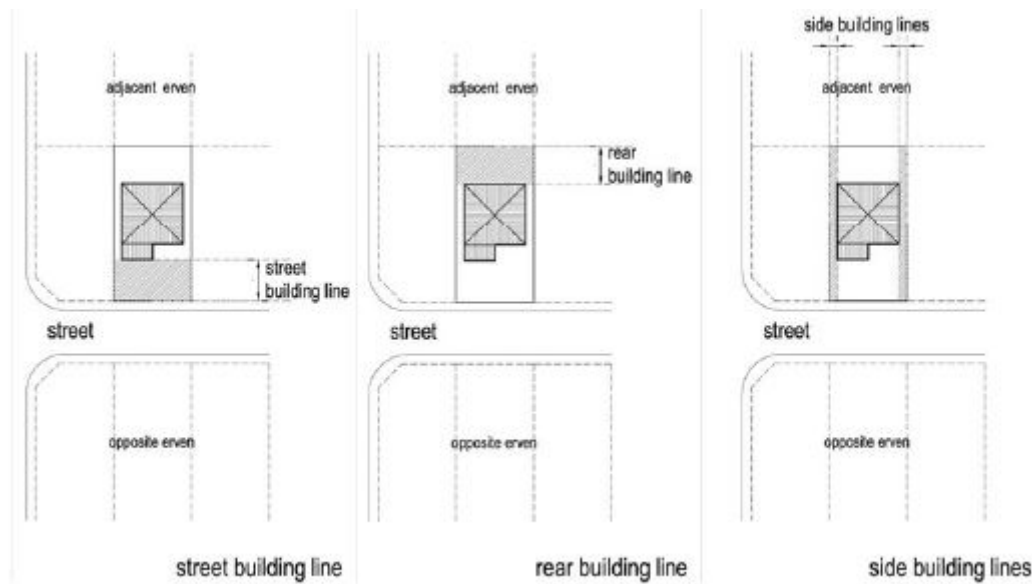 adjacent erven
street
building line
street
opposite erven
street building line
adjacent erven
rear
building line
street
opposite erven
rear building line
side building lines
adjacent erven
street
opposite erven
side building lines